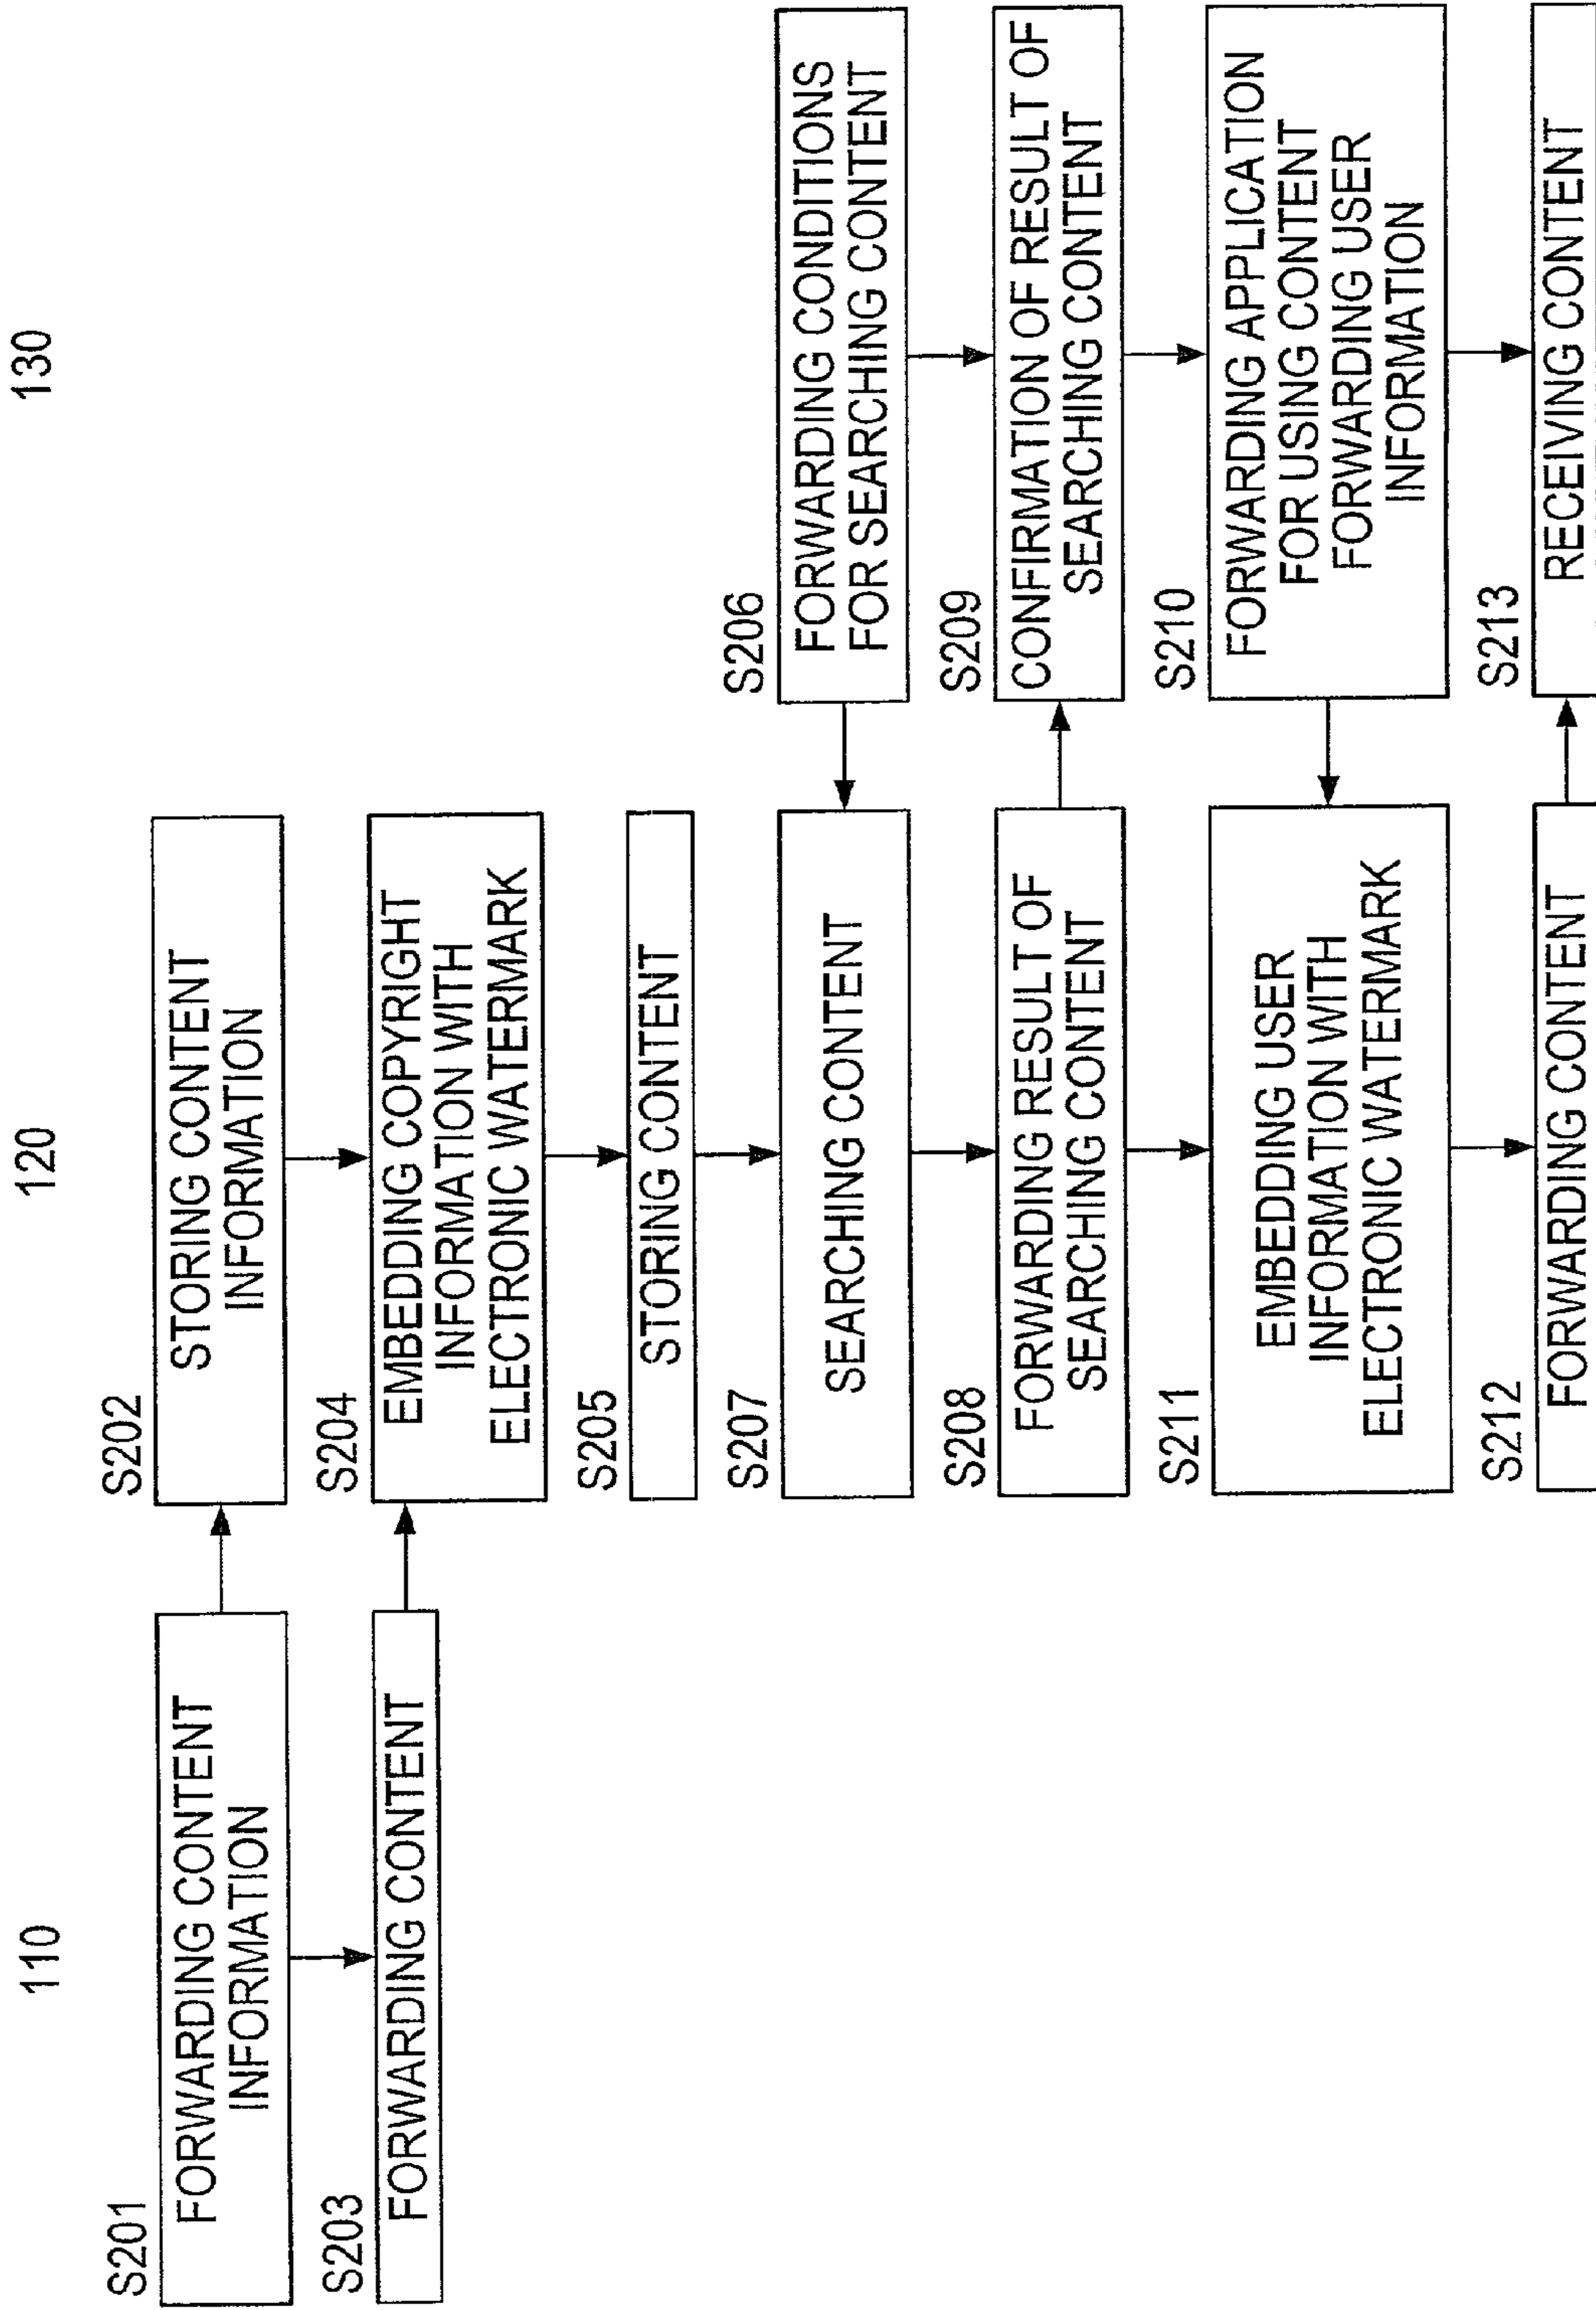 110
120
130
S201
FORWARDING CONTENT
INFORMATION
S202
STORING CONTENT
INFORMATION
S203
FORWARDING CONTENT
S204
EMBEDDING COPYRIGHT
INFORMATION WITH
ELECTRONIC WATERMARK
S205
STORING CONTENT
S206
FORWARDING CONDITIONS
FOR SEARCHING CONTENT
S207
SEARCHING CONTENT
S208
FORWARDING RESULT OF
SEARCHING CONTENT
S209
CONFIRMATION OF RESULT OF
SEARCHING CONTENT
S210
FORWARDING APPLICATION
FOR USING CONTENT
FORWARDING USER
INFORMATION
S211
EMBEDDING USER
INFORMATION WITH
ELECTRONIC WATERMARK
S212
FORWARDING CONTENT
S213
RECEIVING CONTENT